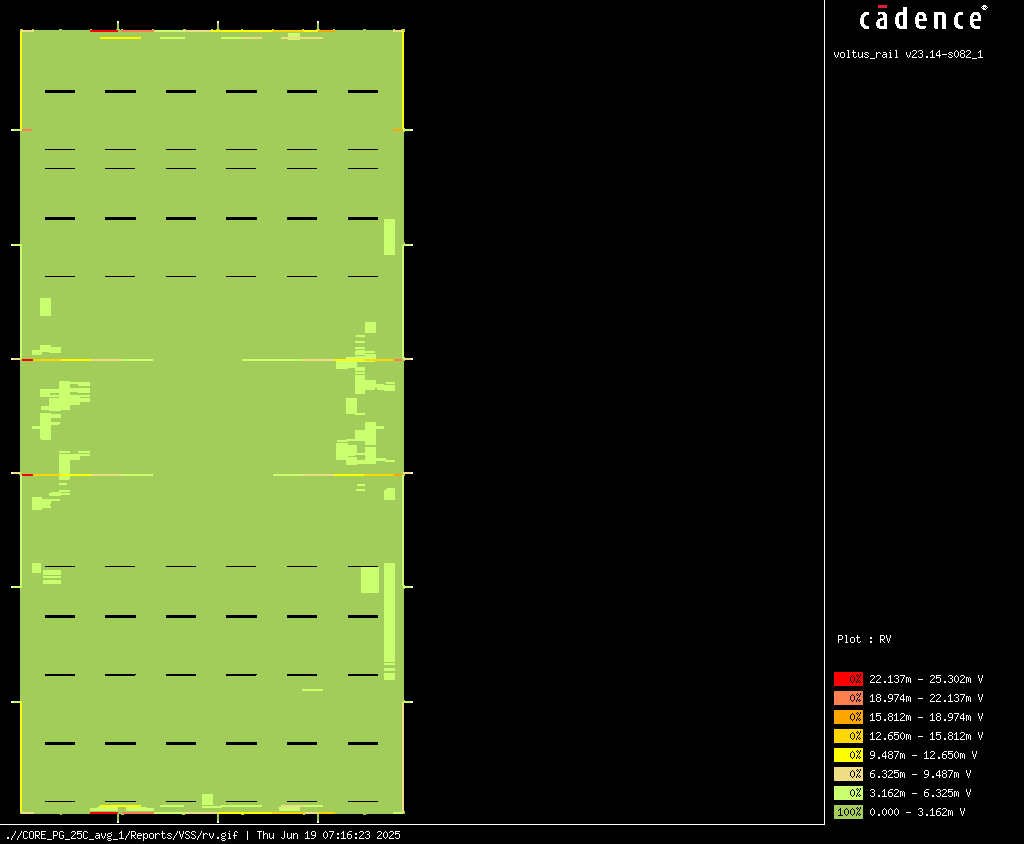 cādence®
voltus_rail v23.14-s082_1
Plot : RV
0% 22.137m - 25.302m V
0% 18.974m - 22.137m V
0% 15.812m - 18.974m V
0% 12.650m - 15.812m V
0% 9.487m - 12.650m V
0% 6.325m - 9.487m V
0% 3.162m - 6.325m V
100% 0.000 - 3.162m V
.//CORE_PG_25C_avg_1/Reports/VSS/rv.gif | Thu Jun 19 07:16:23 2025